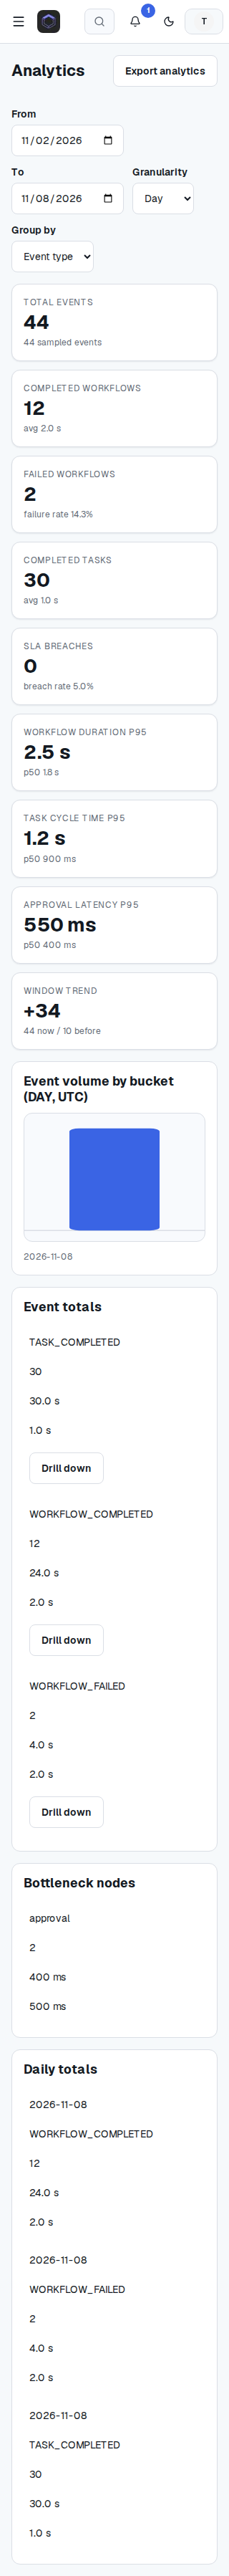 1
T
Analytics
Export analytics
From
11/02/2026
To
Granularity
11/08/2026
Day
Group by
Event type
TOTAL EVENTS
44
44 sampled events
COMPLETED WORKFLOWS
12
avg 2.0 s
FAILED WORKFLOWS
2
failure rate 14.3%
COMPLETED TASKS
30
avg 1.0 s
SLA BREACHES
0
breach rate 5.0%
WORKFLOW DURATION P95
2.5 s
p50 1.8 s
TASK CYCLE TIME P95
1.2 s
p50 900 ms
APPROVAL LATENCY P95
550 ms
p50 400 ms
WINDOW TREND
+34
44 now / 10 before
Event volume by bucket
(DAY, UTC)
2026-11-08
Event totals
TASK_COMPLETED
30
30.0 s
1.0 s
Drill down
WORKFLOW_COMPLETED
12
24.0 s
2.0 s
Drill down
WORKFLOW_FAILED
2
4.0 s
2.0 s
Drill down
Bottleneck nodes
approval
2
400 ms
500 ms
Daily totals
2026-11-08
WORKFLOW_COMPLETED
12
24.0 s
2.0 s
2026-11-08
WORKFLOW_FAILED
2
4.0 s
2.0 s
2026-11-08
TASK_COMPLETED
30
30.0 s
1.0 s